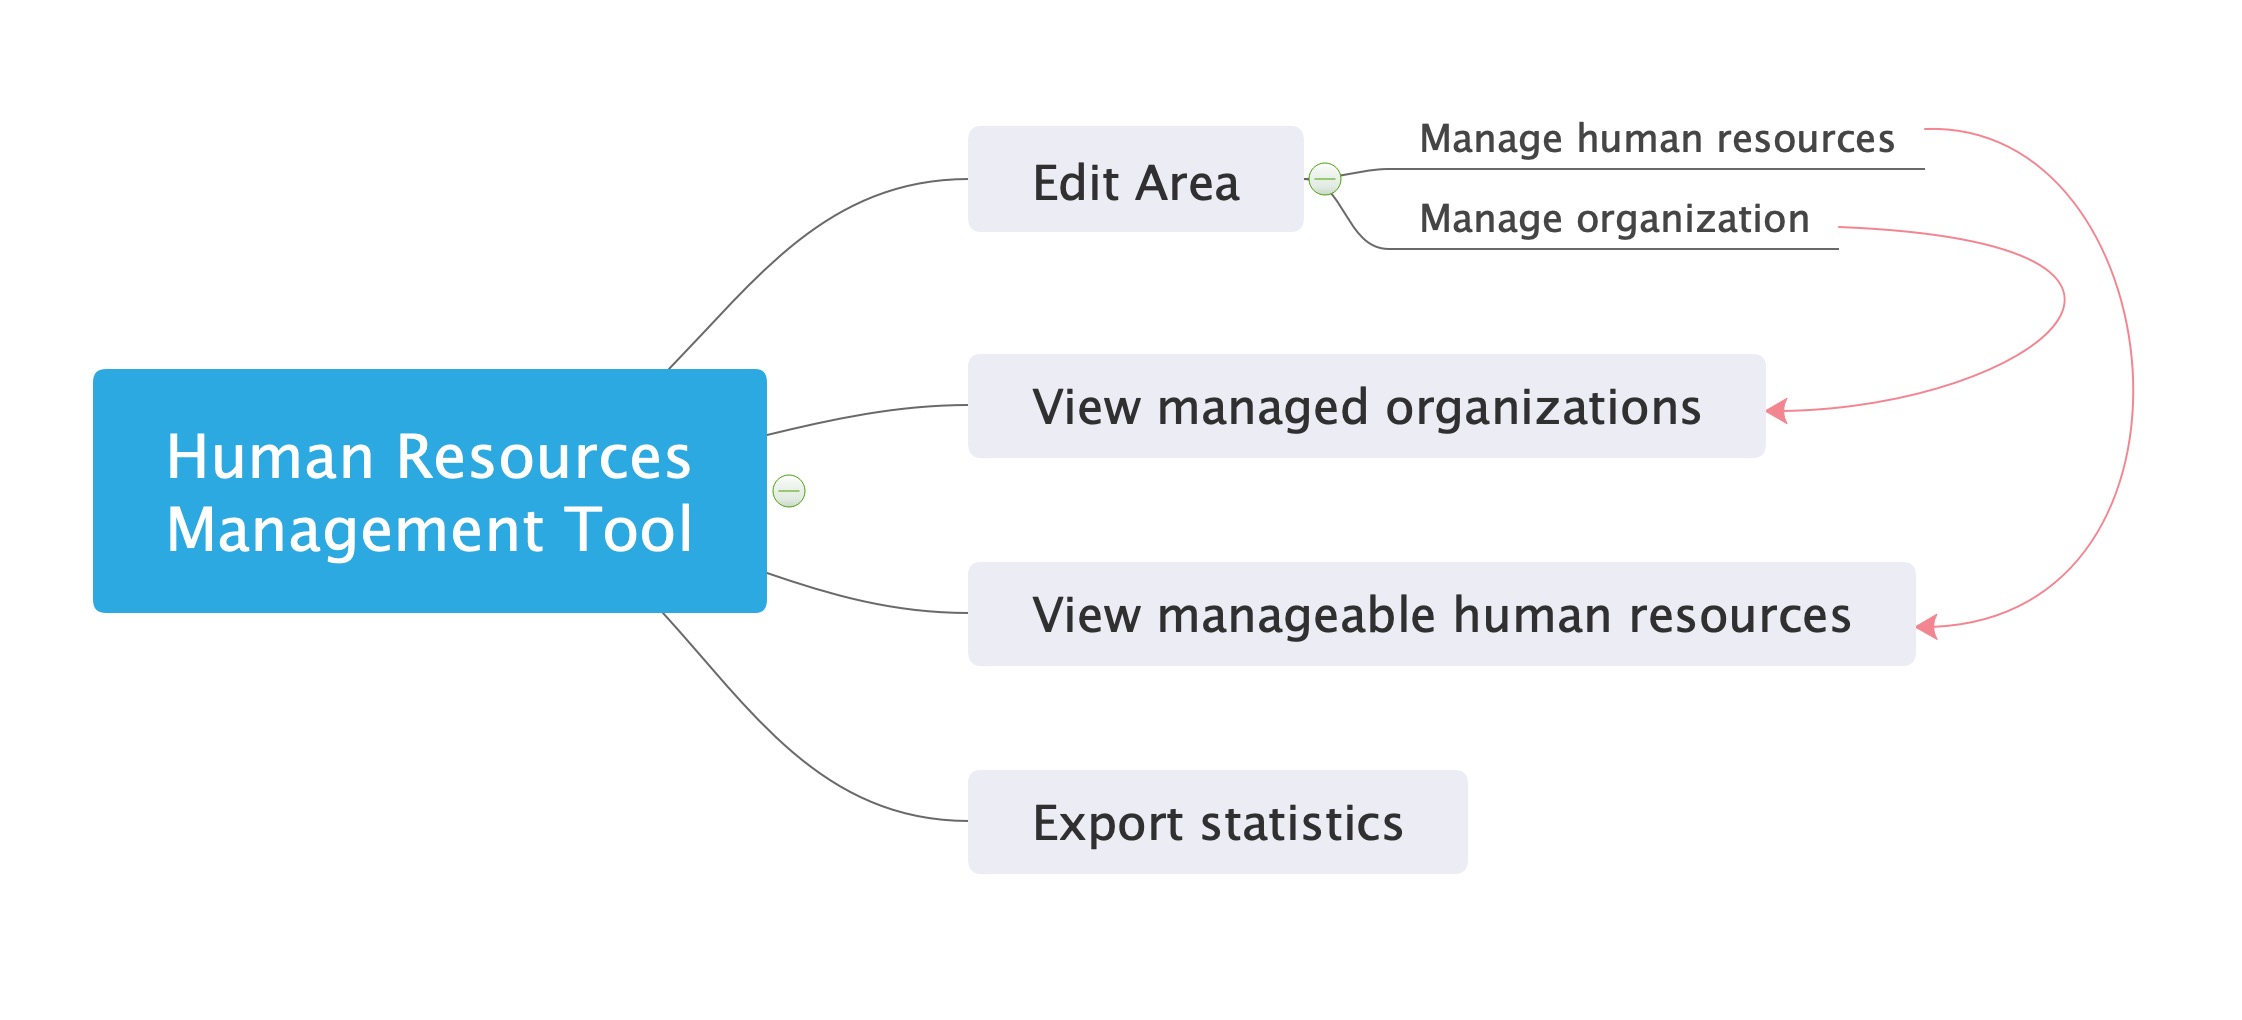 Human Resources
Management Tool
Edit Area
Manage human resources
Manage organization
View managed organizations
View manageable human resources
Export statistics